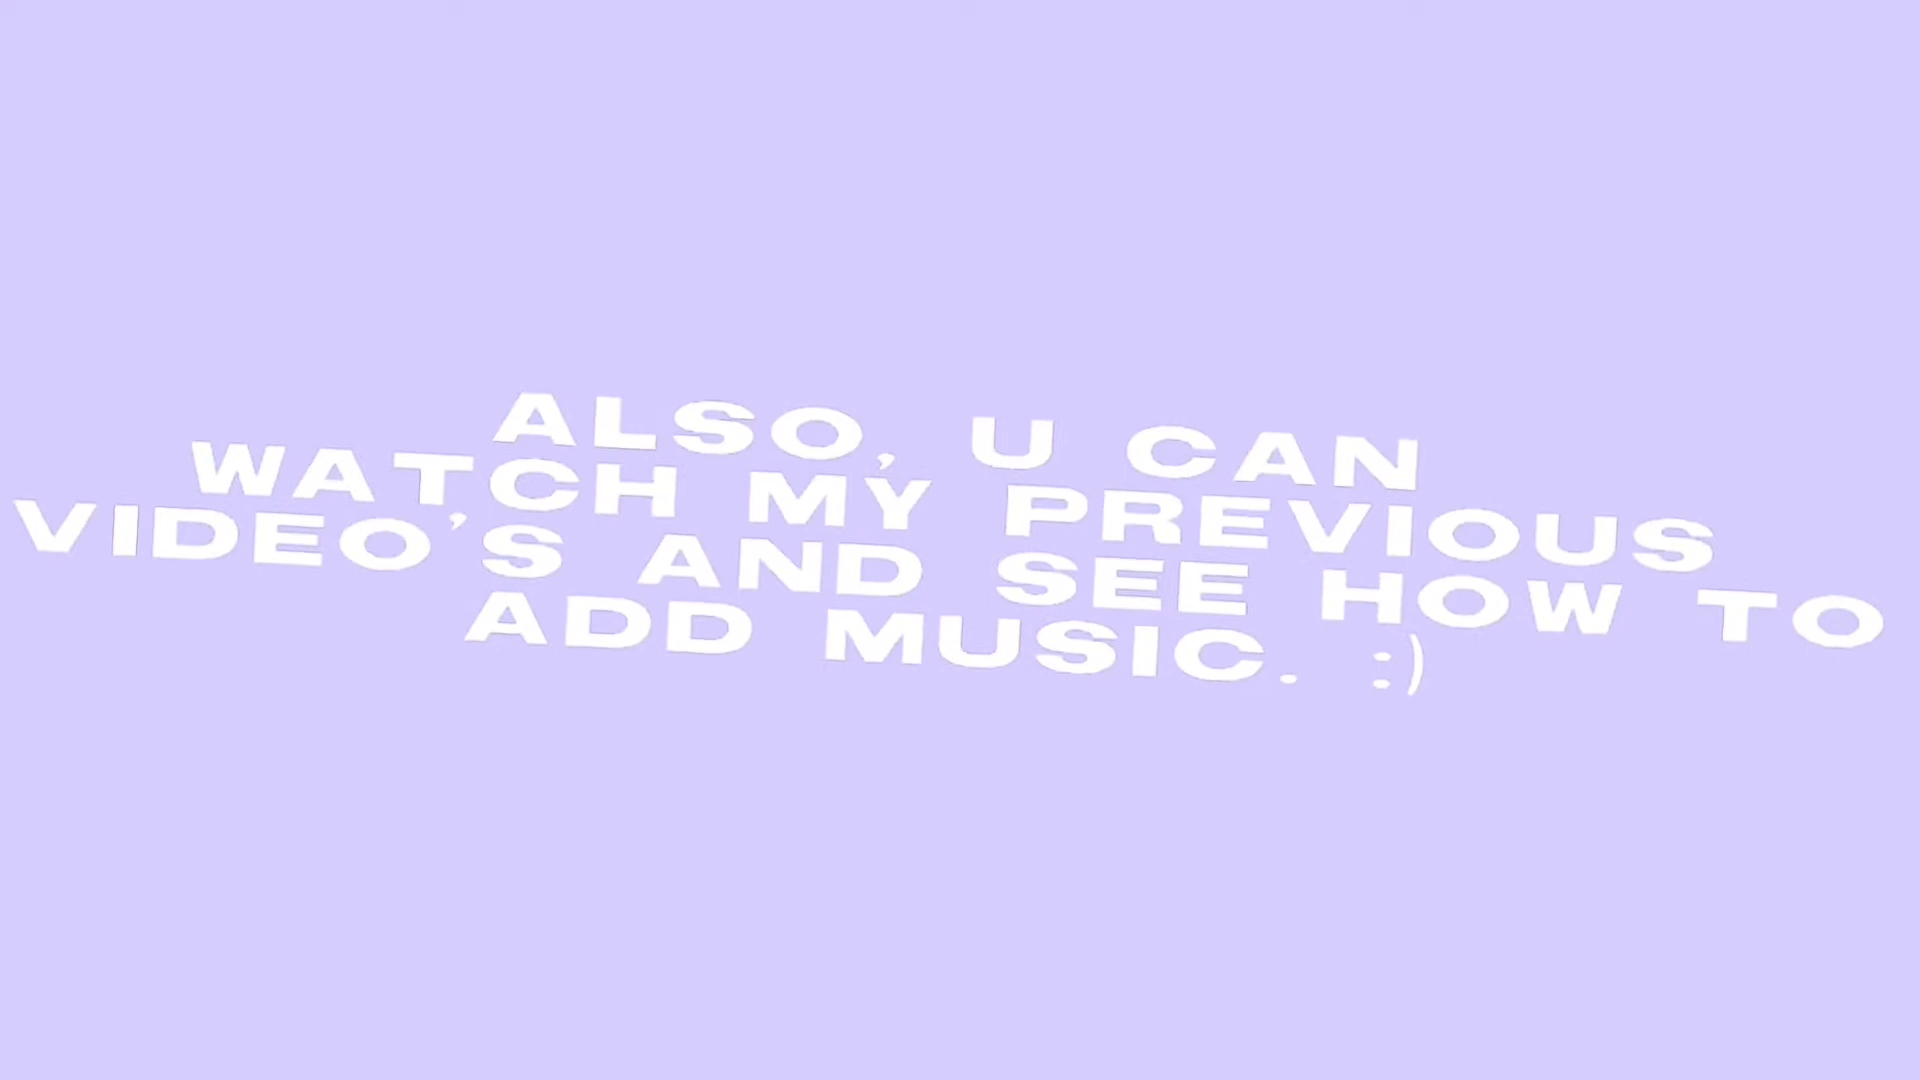 ALSO, U CAN
WATCH MY PREVIOUS
VIDEO'S AND SEE HOW TO
ADD MUSIC. :)